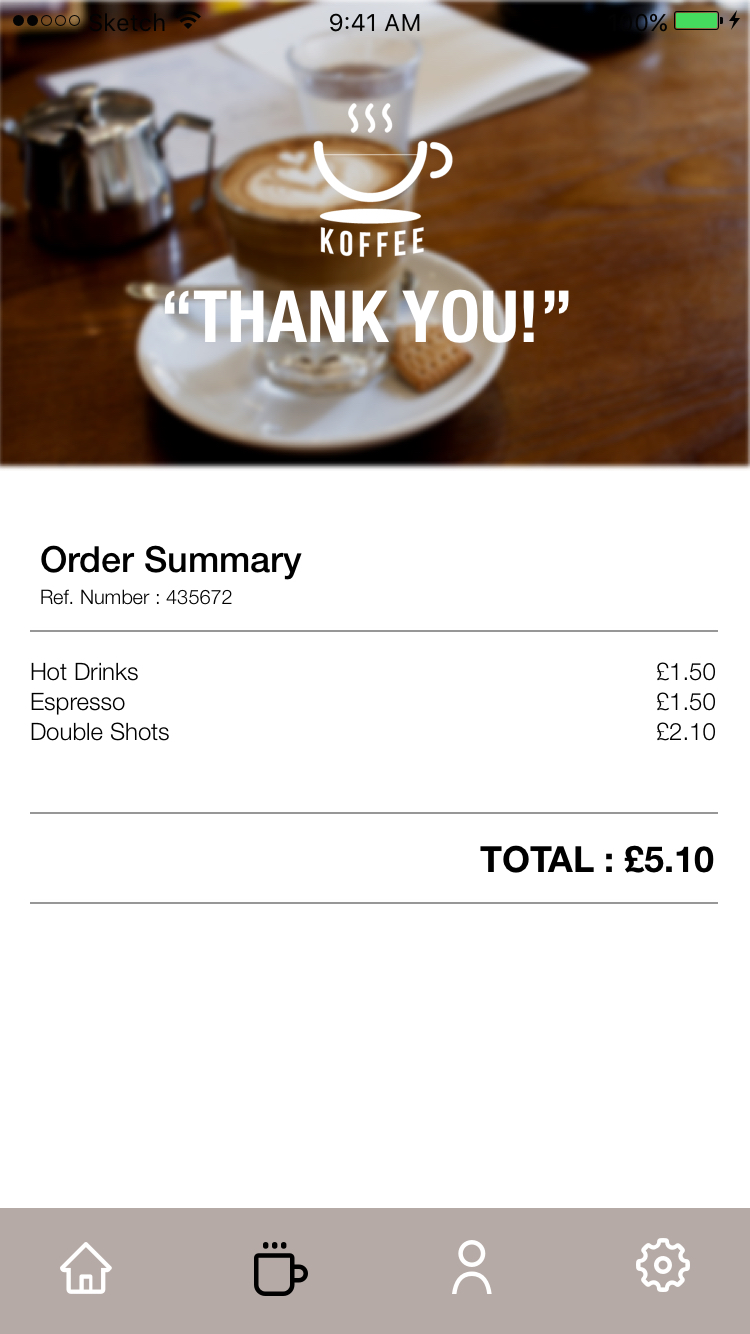 Sketch 9:41 AM 0%
KOFFEE
“THANK YOU!”
Order Summary
Ref. Number : 435672
Hot Drinks £1.50
Espresso £1.50
Double Shots £2.10
TOTAL : £5.10